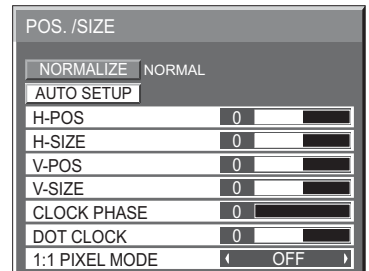 POS. /SIZE
NORMALIZE NORMAL
AUTO SETUP
H-POS 0
H-SIZE 0
V-POS 0
V-SIZE 0
CLOCK PHASE 0
DOT CLOCK 0
1:1 PIXEL MODE OFF